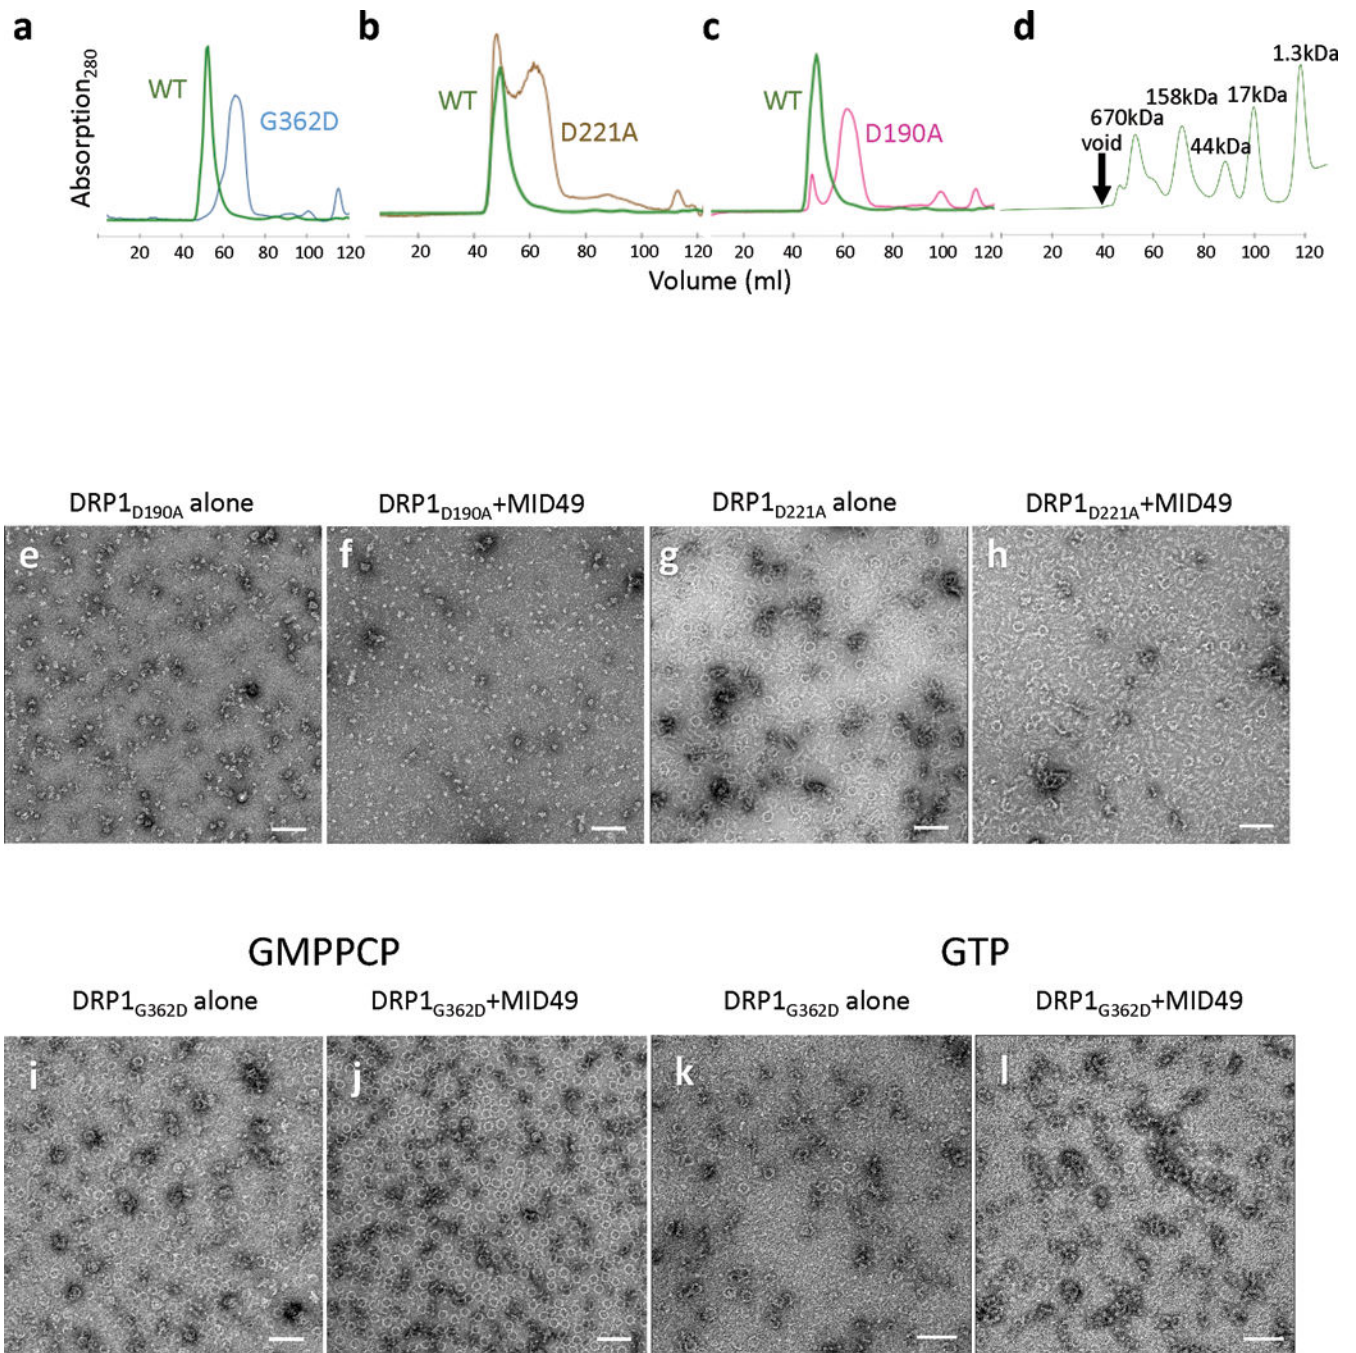 a b c d
Absorption280
WT G362D
WT D221A
WT D190A
void 670kDa 158kDa 44kDa 17kDa 1.3kDa
20 40 60 80 100 120 20 40 60 80 100 120 20 40 60 80 100 120 20 40 60 80 100 120
Volume (ml)
DRP1D190A alone DRP1D190A+MID49 DRP1D221A alone DRP1D221A+MID49
e f g h
GMPPCP GTP
DRP1G362D alone DRP1G362D+MID49 DRP1G362D alone DRP1G362D+MID49
i j k l